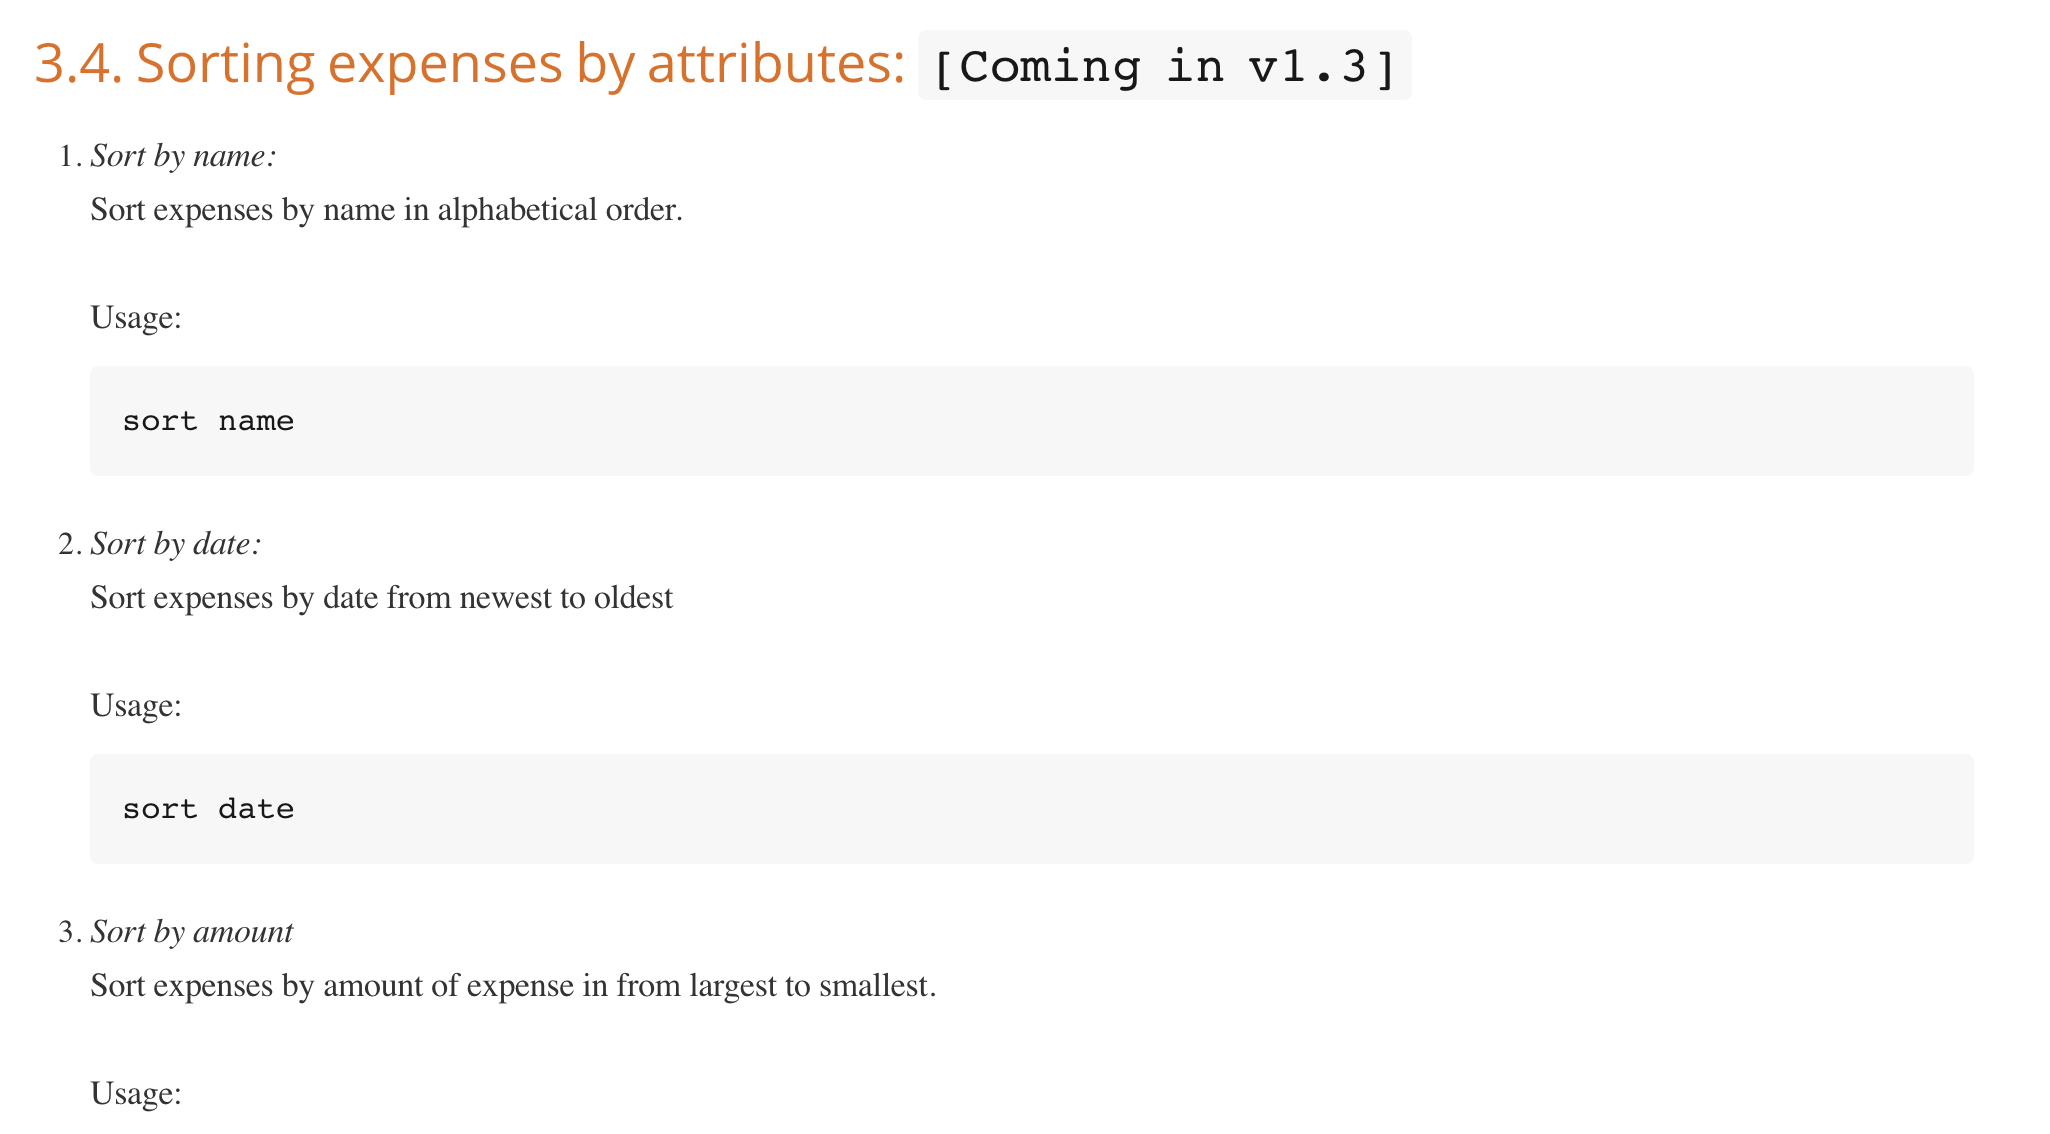 3.4. Sorting expenses by attributes: [Coming in v1.3]
1. Sort by name:
Sort expenses by name in alphabetical order.
Usage:
sort name
2. Sort by date:
Sort expenses by date from newest to oldest
Usage:
sort date
3. Sort by amount
Sort expenses by amount of expense in from largest to smallest.
Usage: